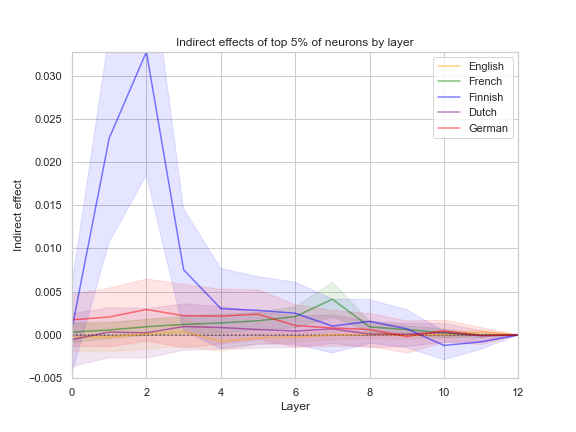 Indirect effects of top 5% of neurons by layer
0.030
0.025
0.020
0.015
0.010
0.005
0.000
−0.005
Indirect effect
English
French
Finnish
Dutch
German
0 2 4 6 8 10 12
Layer